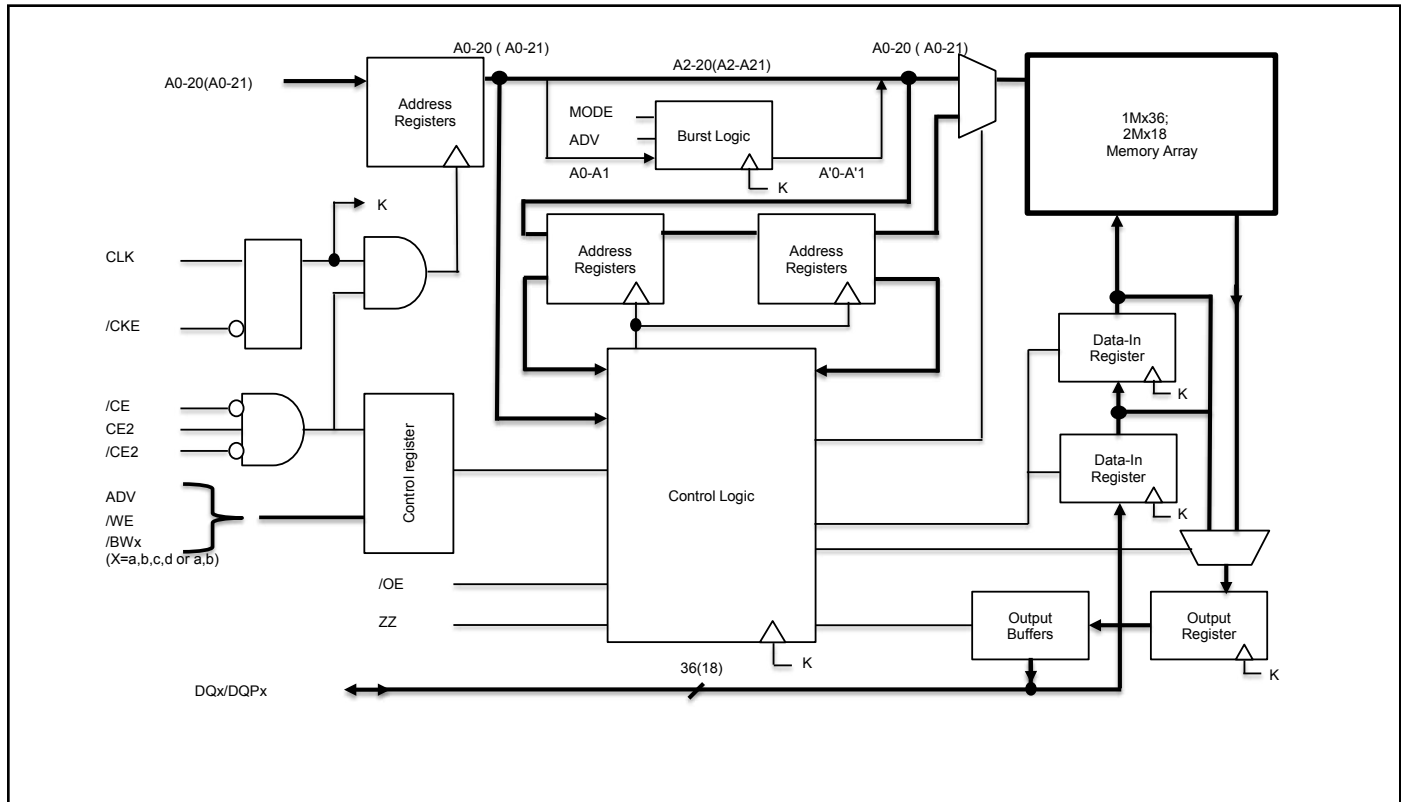 A0-20 ( A0-21)
A2-20(A2-A21)
A0-20 ( A0-21)
A0-20(A0-21)
Address
Registers
MODE
ADV
Burst Logic
A0-A1
A'0-A'1
K
1Mx36;
2Mx18
Memory Array
K
CLK
/CKE
Address
Registers
Address
Registers
Data-In
Register
K
/CE
CE2
/CE2
Control register
Control Logic
Data-In
Register
K
ADV
/WE
/BWx
(X=a,b,c,d or a,b)
/OE
ZZ
K
Output
Buffers
Output
Register
K
36(18)
DQx/DQPx